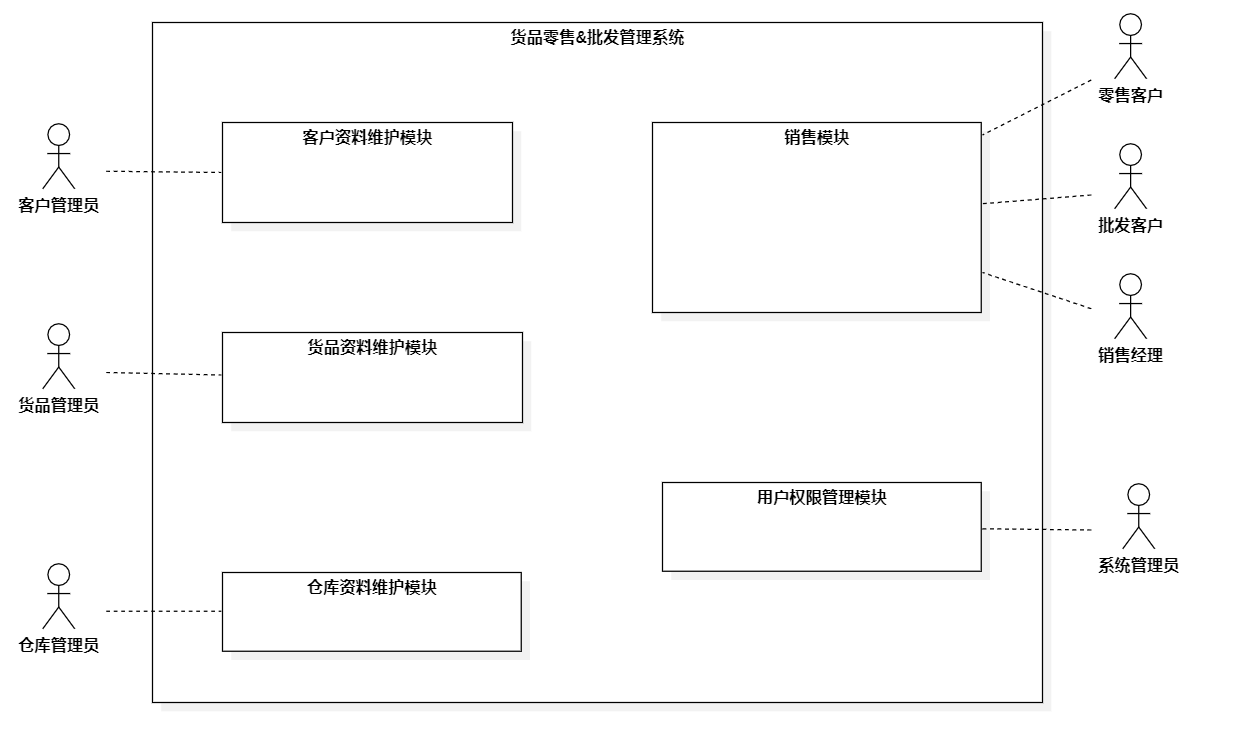 货品零售&批发管理系统
零售客户
客户资料维护模块
销售模块
客户管理员
批发客户
货品资料维护模块
销售经理
货品管理员
用户权限管理模块
系统管理员
仓库资料维护模块
仓库管理员